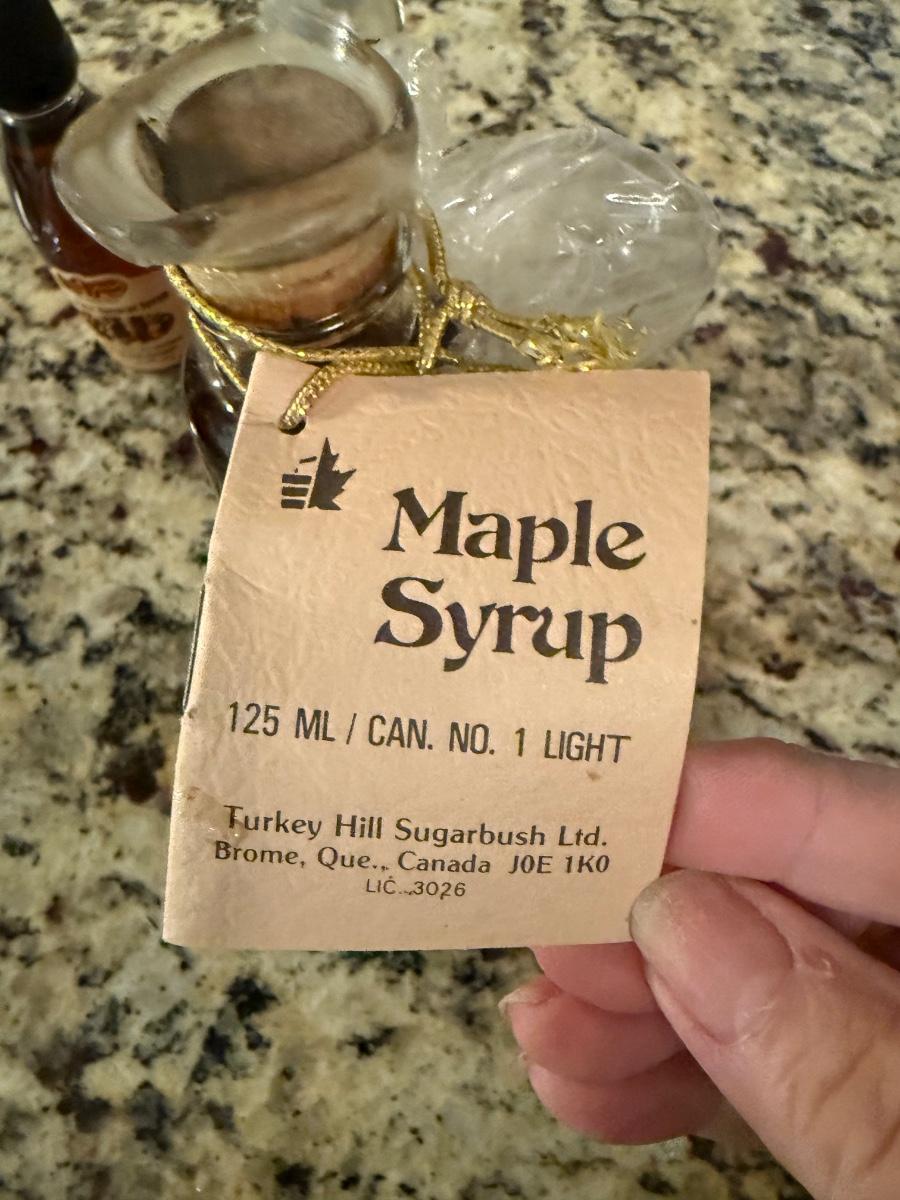 Maple
Syrup
125 ML / CAN. NO. 1 LIGHT
Turkey Hill Sugarbush Ltd.
Brome, Que., Canada J0E 1K0
LIC. 3026